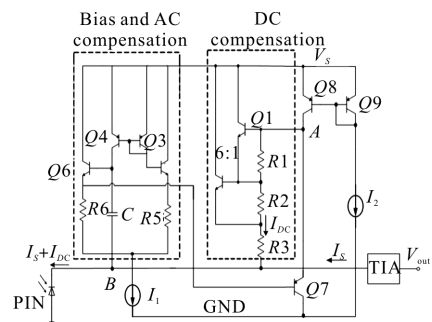 Bias and AC
compensation
DC
compensation
V_S
Q8
Q9
Q4
Q3
Q1
A
Q6
6:1
R1
R6
C
R5
R2
I_DC
I_2
R3
I_S+I_DC
I_S
TIA
V_out
B
Q7
PIN
I_1
GND